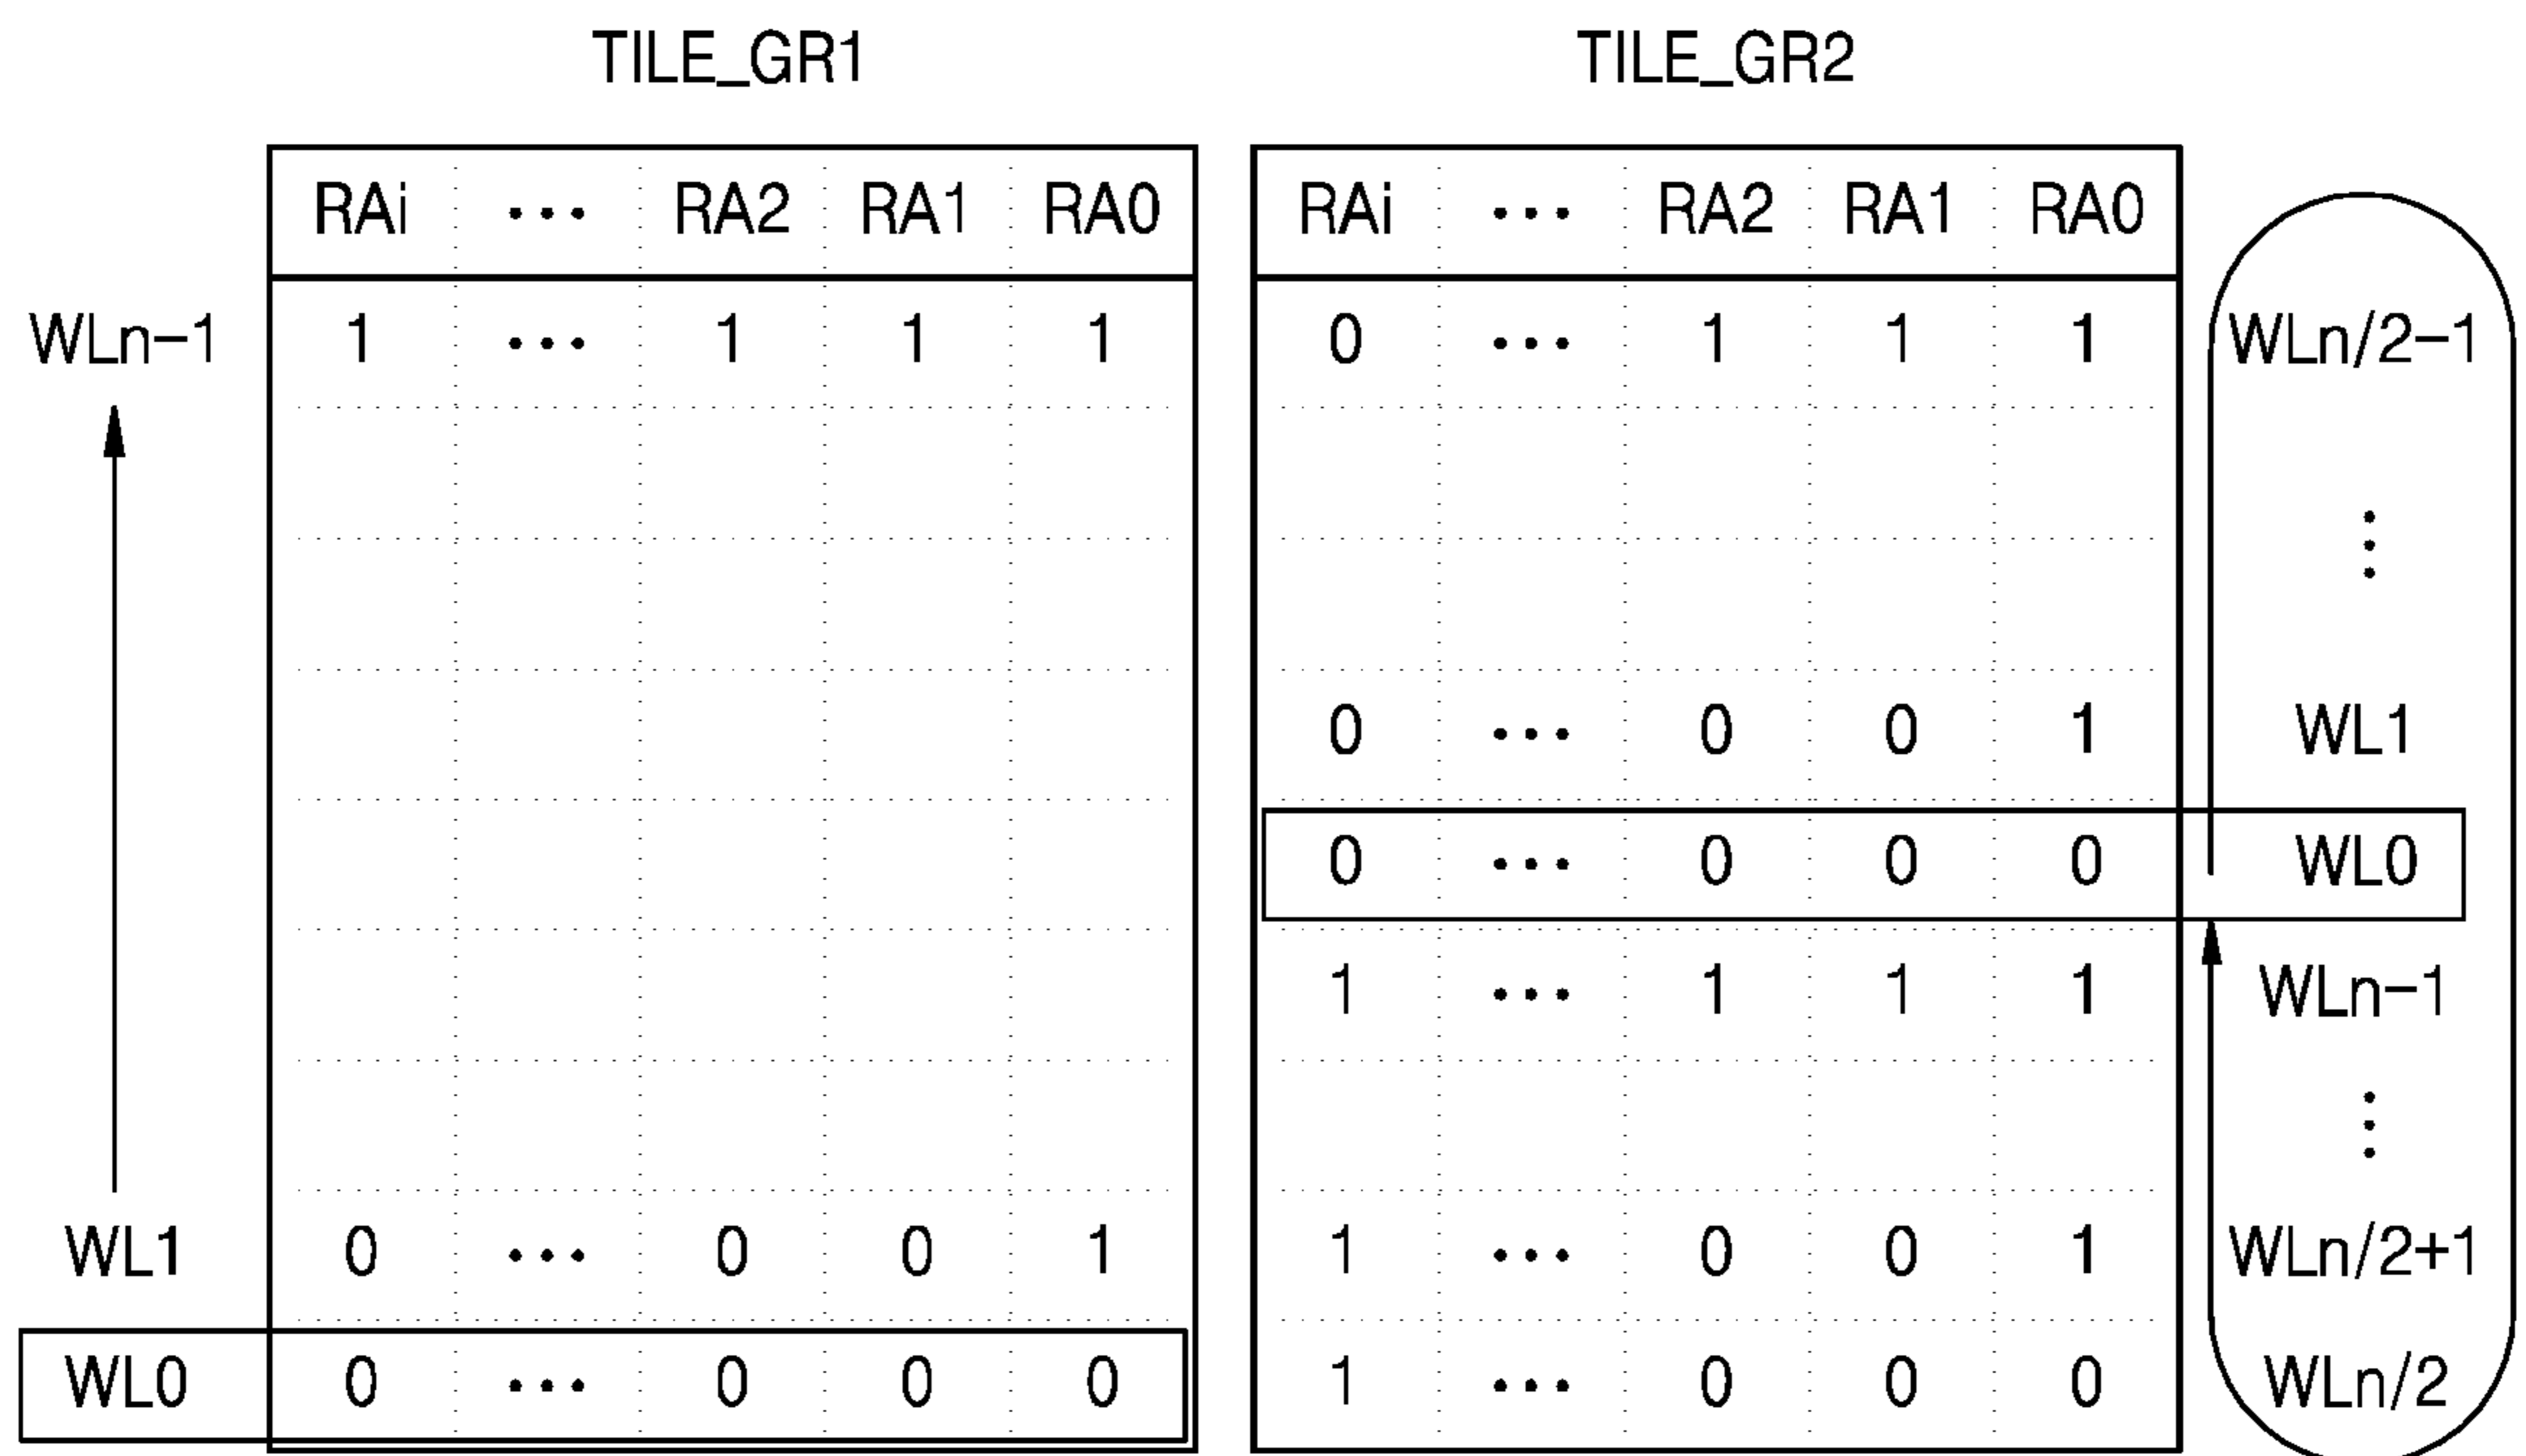 TILE_GR1 TILE_GR2
RAi ... RA2 RA1 RA0 RAi ... RA2 RA1 RA0
WLn-1 1 ... 1 1 1 0 ... 1 1 1 WLn/2-1
⋮
0 ... 0 0 1 WL1
0 ... 0 0 0 WL0
1 ... 1 1 1 WLn-1
⋮
WL1 0 ... 0 0 1 1 ... 0 0 1 WLn/2+1
WL0 0 ... 0 0 0 1 ... 0 0 0 WLn/2